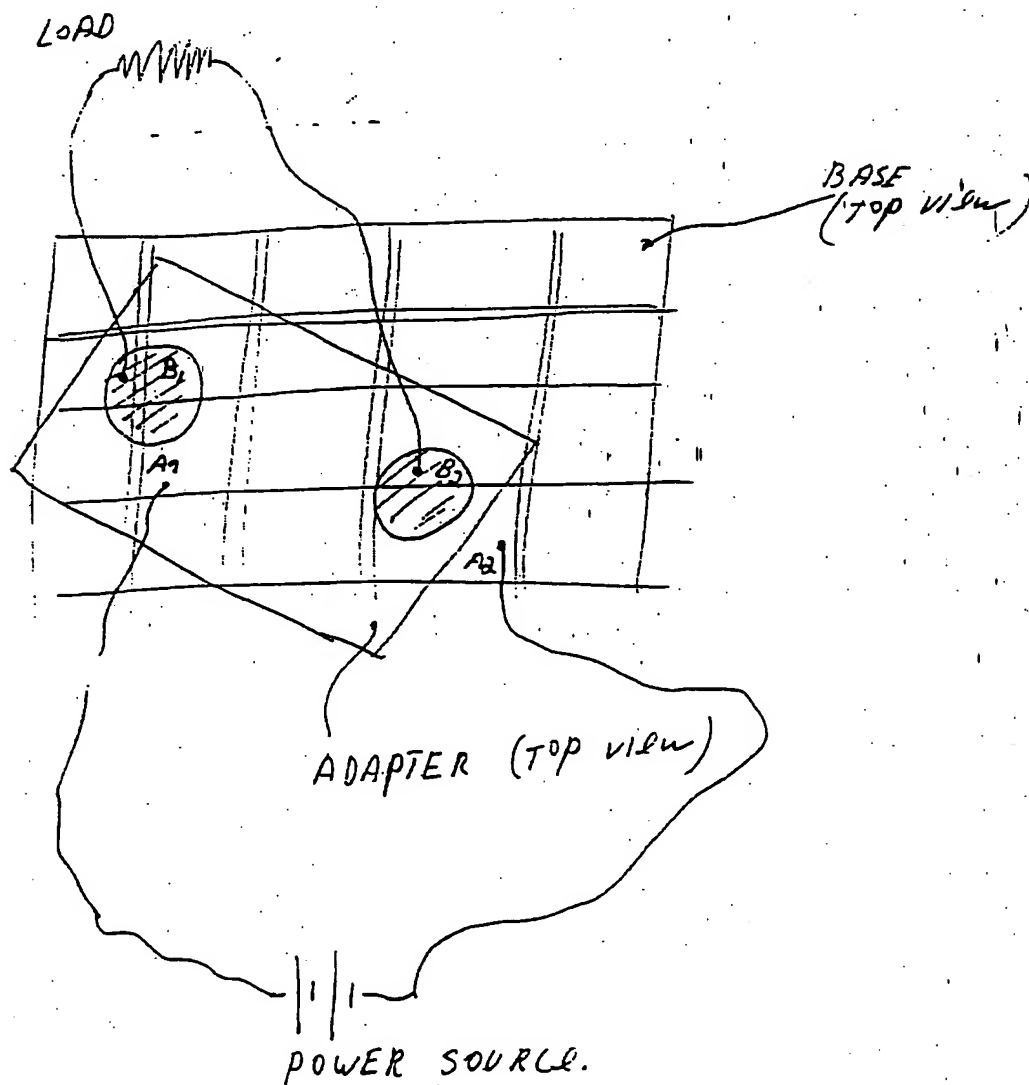 LOAD
BASE
(TOP view)
B1
A1
B2
A2
ADAPTER (TOP view)
POWER SOURCe.